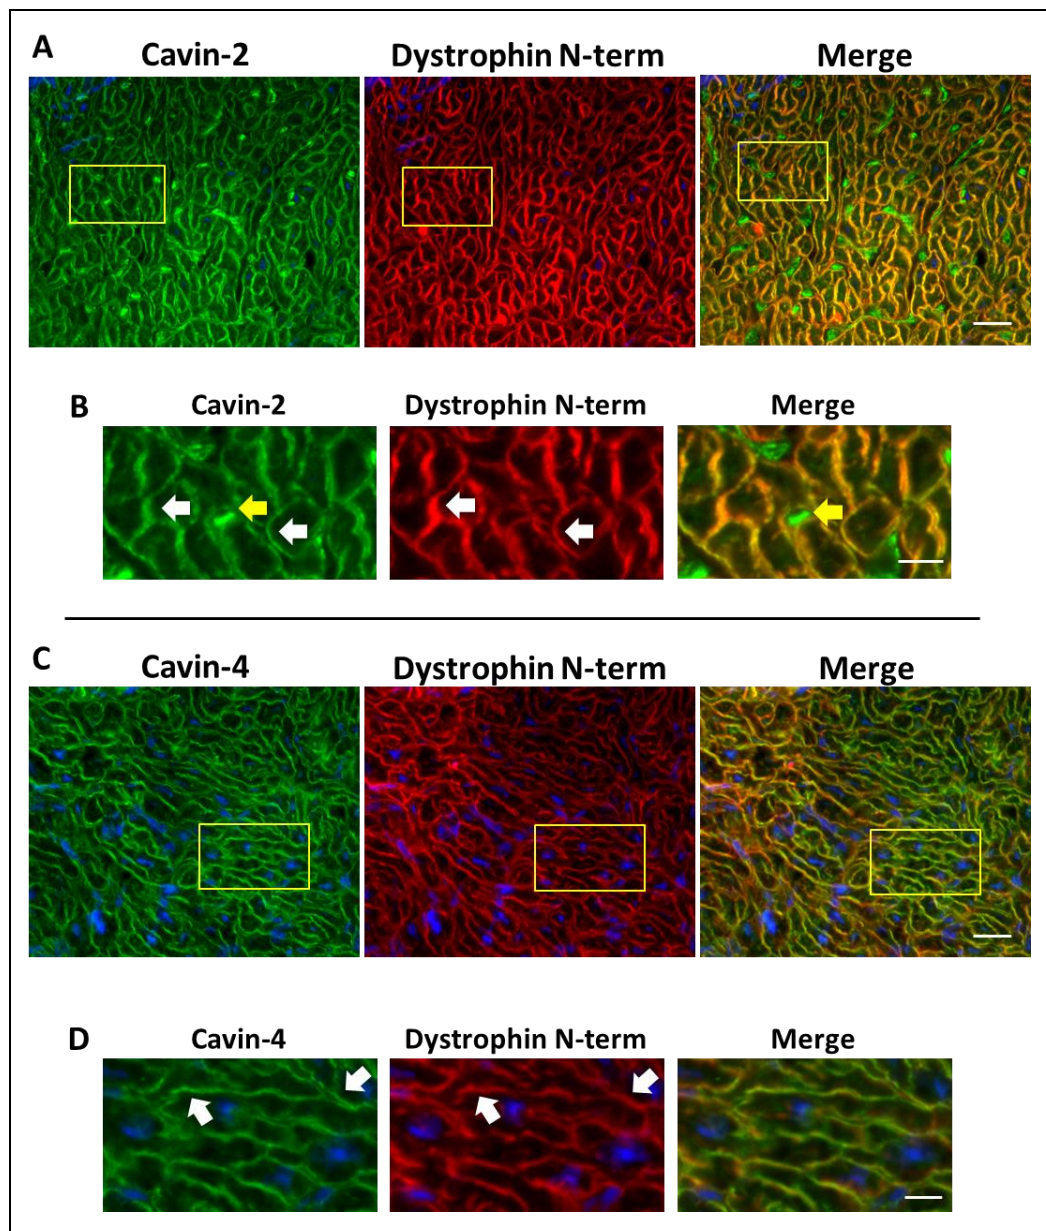 A
Cavin-2 Dystrophin N-term Merge
B
Cavin-2 Dystrophin N-term Merge
C
Cavin-4 Dystrophin N-term Merge
D
Cavin-4 Dystrophin N-term Merge